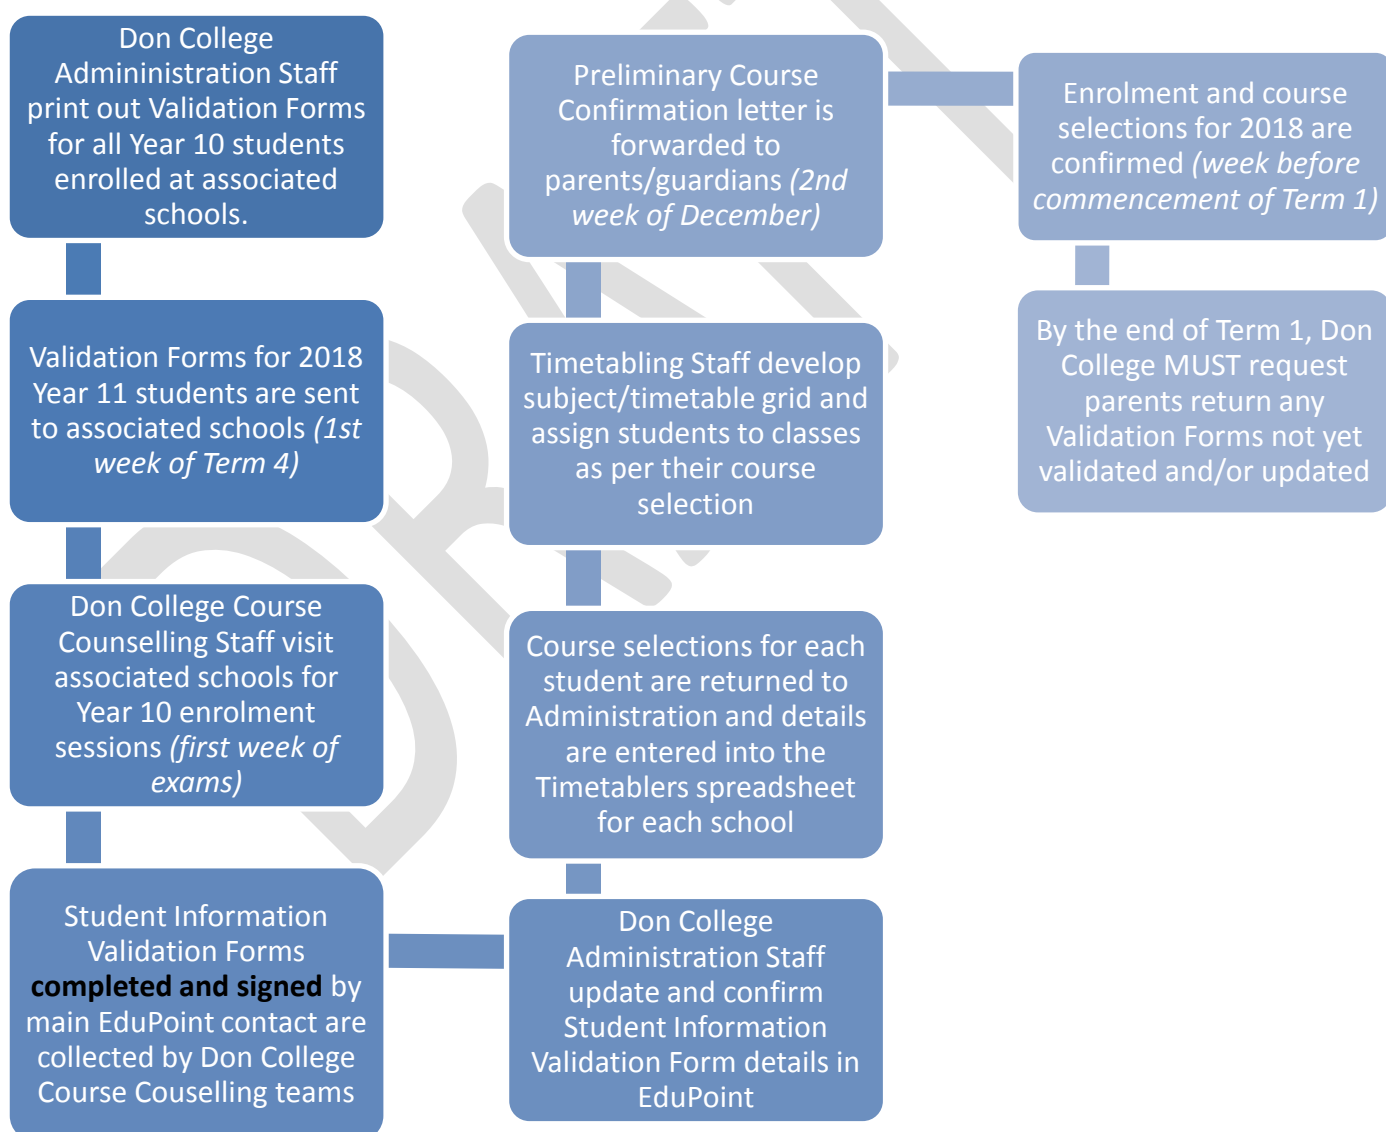 Don College
Admininistration Staff
print out Validation Forms
for all Year 10 students
enrolled at associated
schools.
Validation Forms for 2018
Year 11 students are sent
to associated schools (1st
week of Term 4)
Don College Course
Counselling Staff visit
associated schools for
Year 10 enrolment
sessions (first week of
exams)
Student Information
Validation Forms
completed and signed by
main EduPoint contact are
collected by Don College
Course Couselling teams
Don College
Administration Staff
update and confirm
Student Information
Validation Form details in
EduPoint
Course selections for each
student are returned to
Administration and details
are entered into the
Timetablers spreadsheet
for each school
Timetabling Staff develop
subject/timetable grid and
assign students to classes
as per their course
selection
Preliminary Course
Confirmation letter is
forwarded to
parents/guardians (2nd
week of December)
Enrolment and course
selections for 2018 are
confirmed (week before
commencement of Term 1)
By the end of Term 1, Don
College MUST request
parents return any
Validation Forms not yet
validated and/or updated